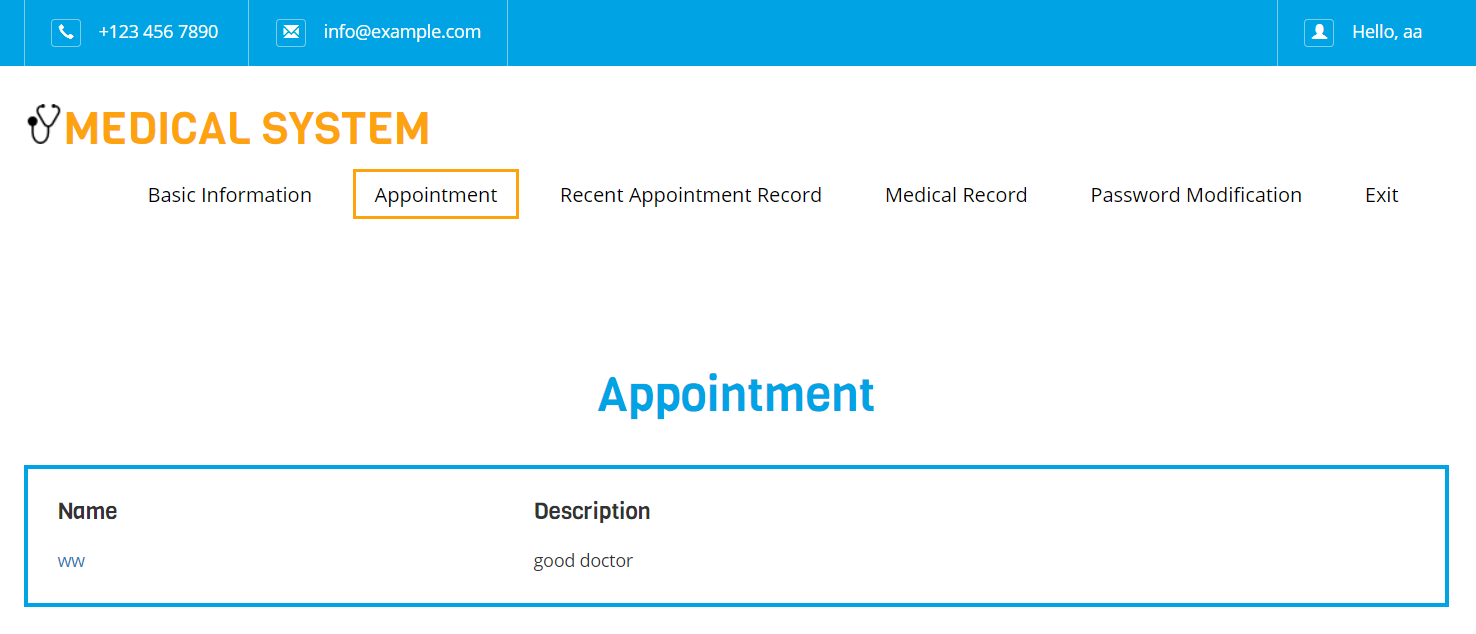 +123 456 7890 info@example.com Hello, aa
MEDICAL SYSTEM
Basic Information Appointment Recent Appointment Record Medical Record Password Modification Exit
Appointment
Name Description
ww good doctor